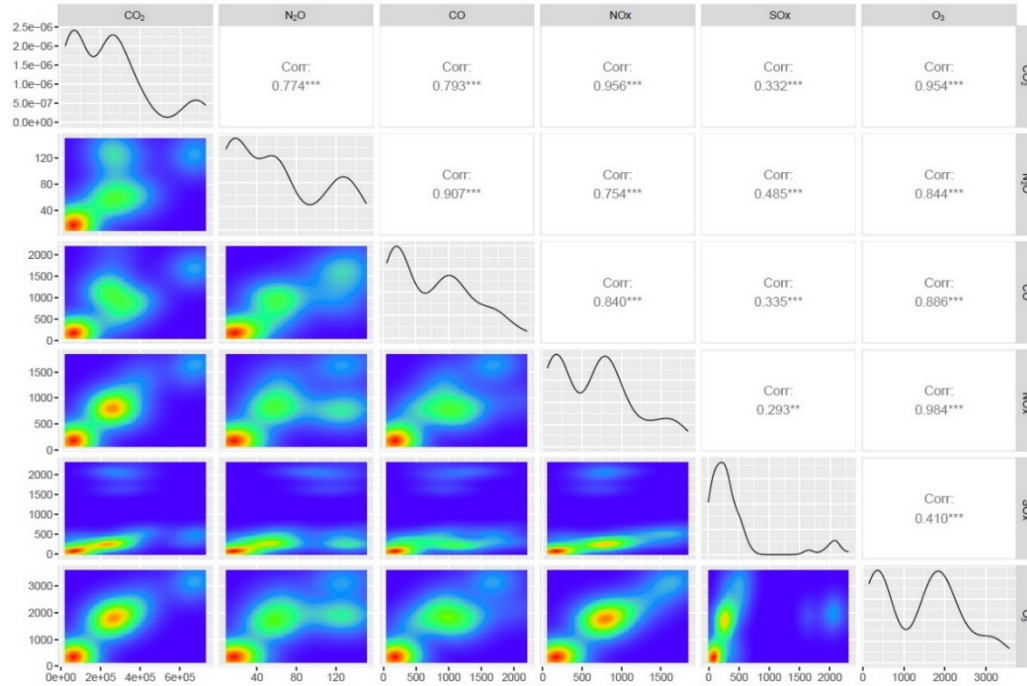 CO₂ N₂O CO NOx SOx O₃
2.5e−06
2.0e−06
1.5e−06
1.0e−06
5.0e−07
0.0e+00
Corr:
0.774***
Corr:
0.793***
Corr:
0.956***
Corr:
0.332***
Corr:
0.954***
CO₂
120
80
40
Corr:
0.907***
Corr:
0.754***
Corr:
0.485***
Corr:
0.844***
N₂O
2000
1500
1000
500
0
Corr:
0.840***
Corr:
0.335***
Corr:
0.886***
CO
1500
1000
500
0
Corr:
0.293**
Corr:
0.984***
NOx
2000
1500
1000
500
0
Corr:
0.410***
SOx
3000
2000
1000
0
O₃
0e+00 2e+05 4e+05 6e+05
40 80 120
0 500 1000 1500 2000
0 500 1000 1500
0 500 1000 1500 2000
0 1000 2000 3000